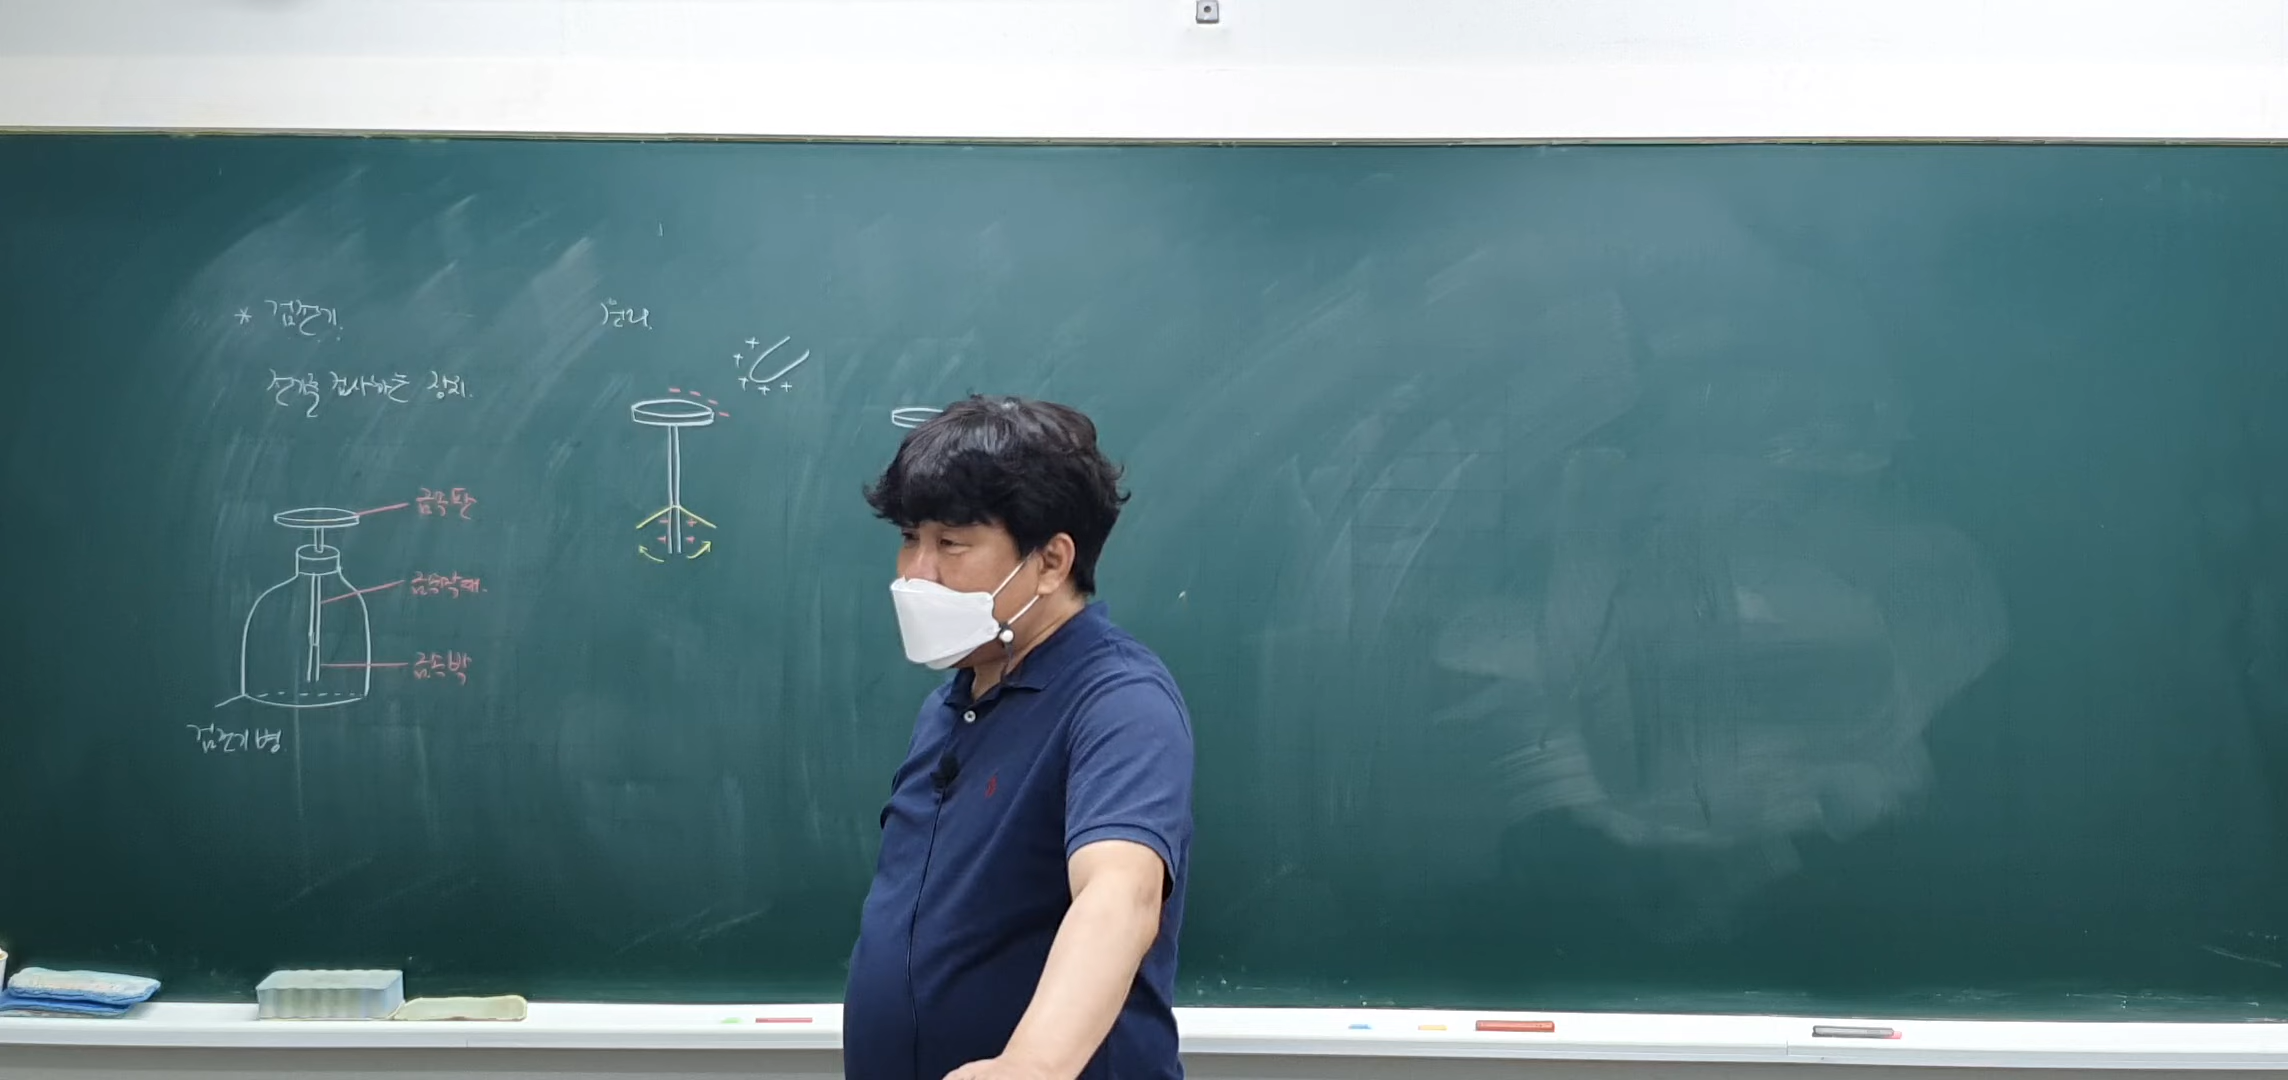 * 검전기.
전기를 검사하는 장치.
금속판
금속막대.
금속박
검전기 병.
원리.
+ + + + +
- - - -
+ +
+ +